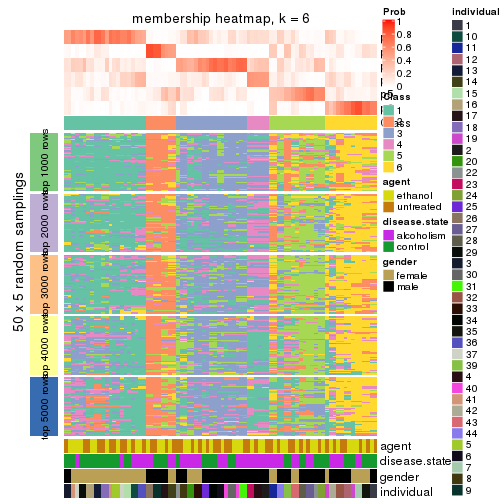 membership heatmap, k = 6
50 x 5 random samplings
top 1000 rows
top 2000 rows
top 3000 rows
top 4000 rows
top 5000 rows
agent
disease.state
gender
individual
Prob
1
0.8
0.6
0.4
0.2
0
Class
1
2
3
4
5
6
agent
ethanol
untreated
disease.state
alcoholism
control
gender
female
male
individual
1
10
11
12
13
14
15
16
17
18
19
2
20
22
23
24
25
26
27
28
29
3
30
31
32
33
34
35
36
37
39
4
40
41
42
43
44
5
6
7
8
9